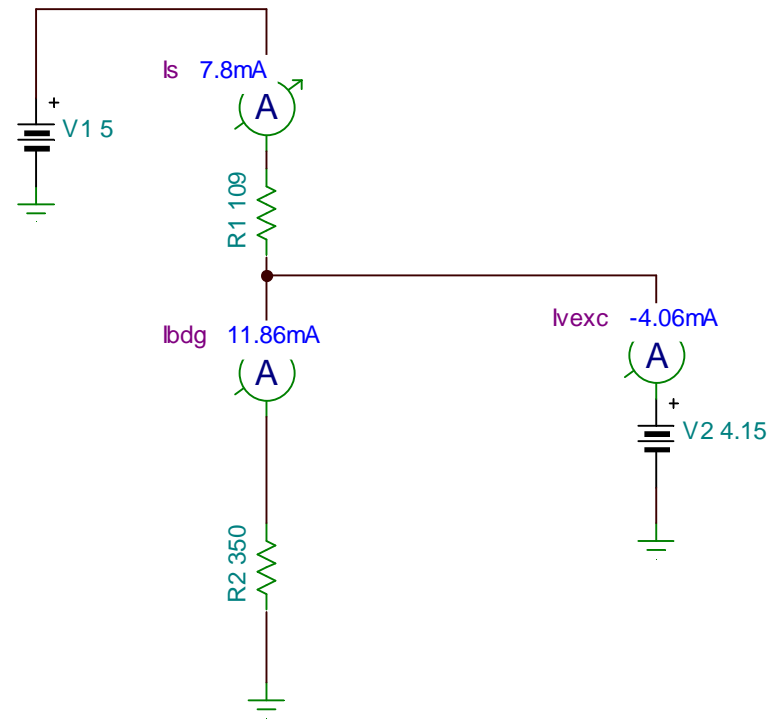 Is 7.8mA
+
A
V1 5
R1 109
Ibdg 11.86mA
A
Ivexc -4.06mA
A
+
V2 4.15
R2 350